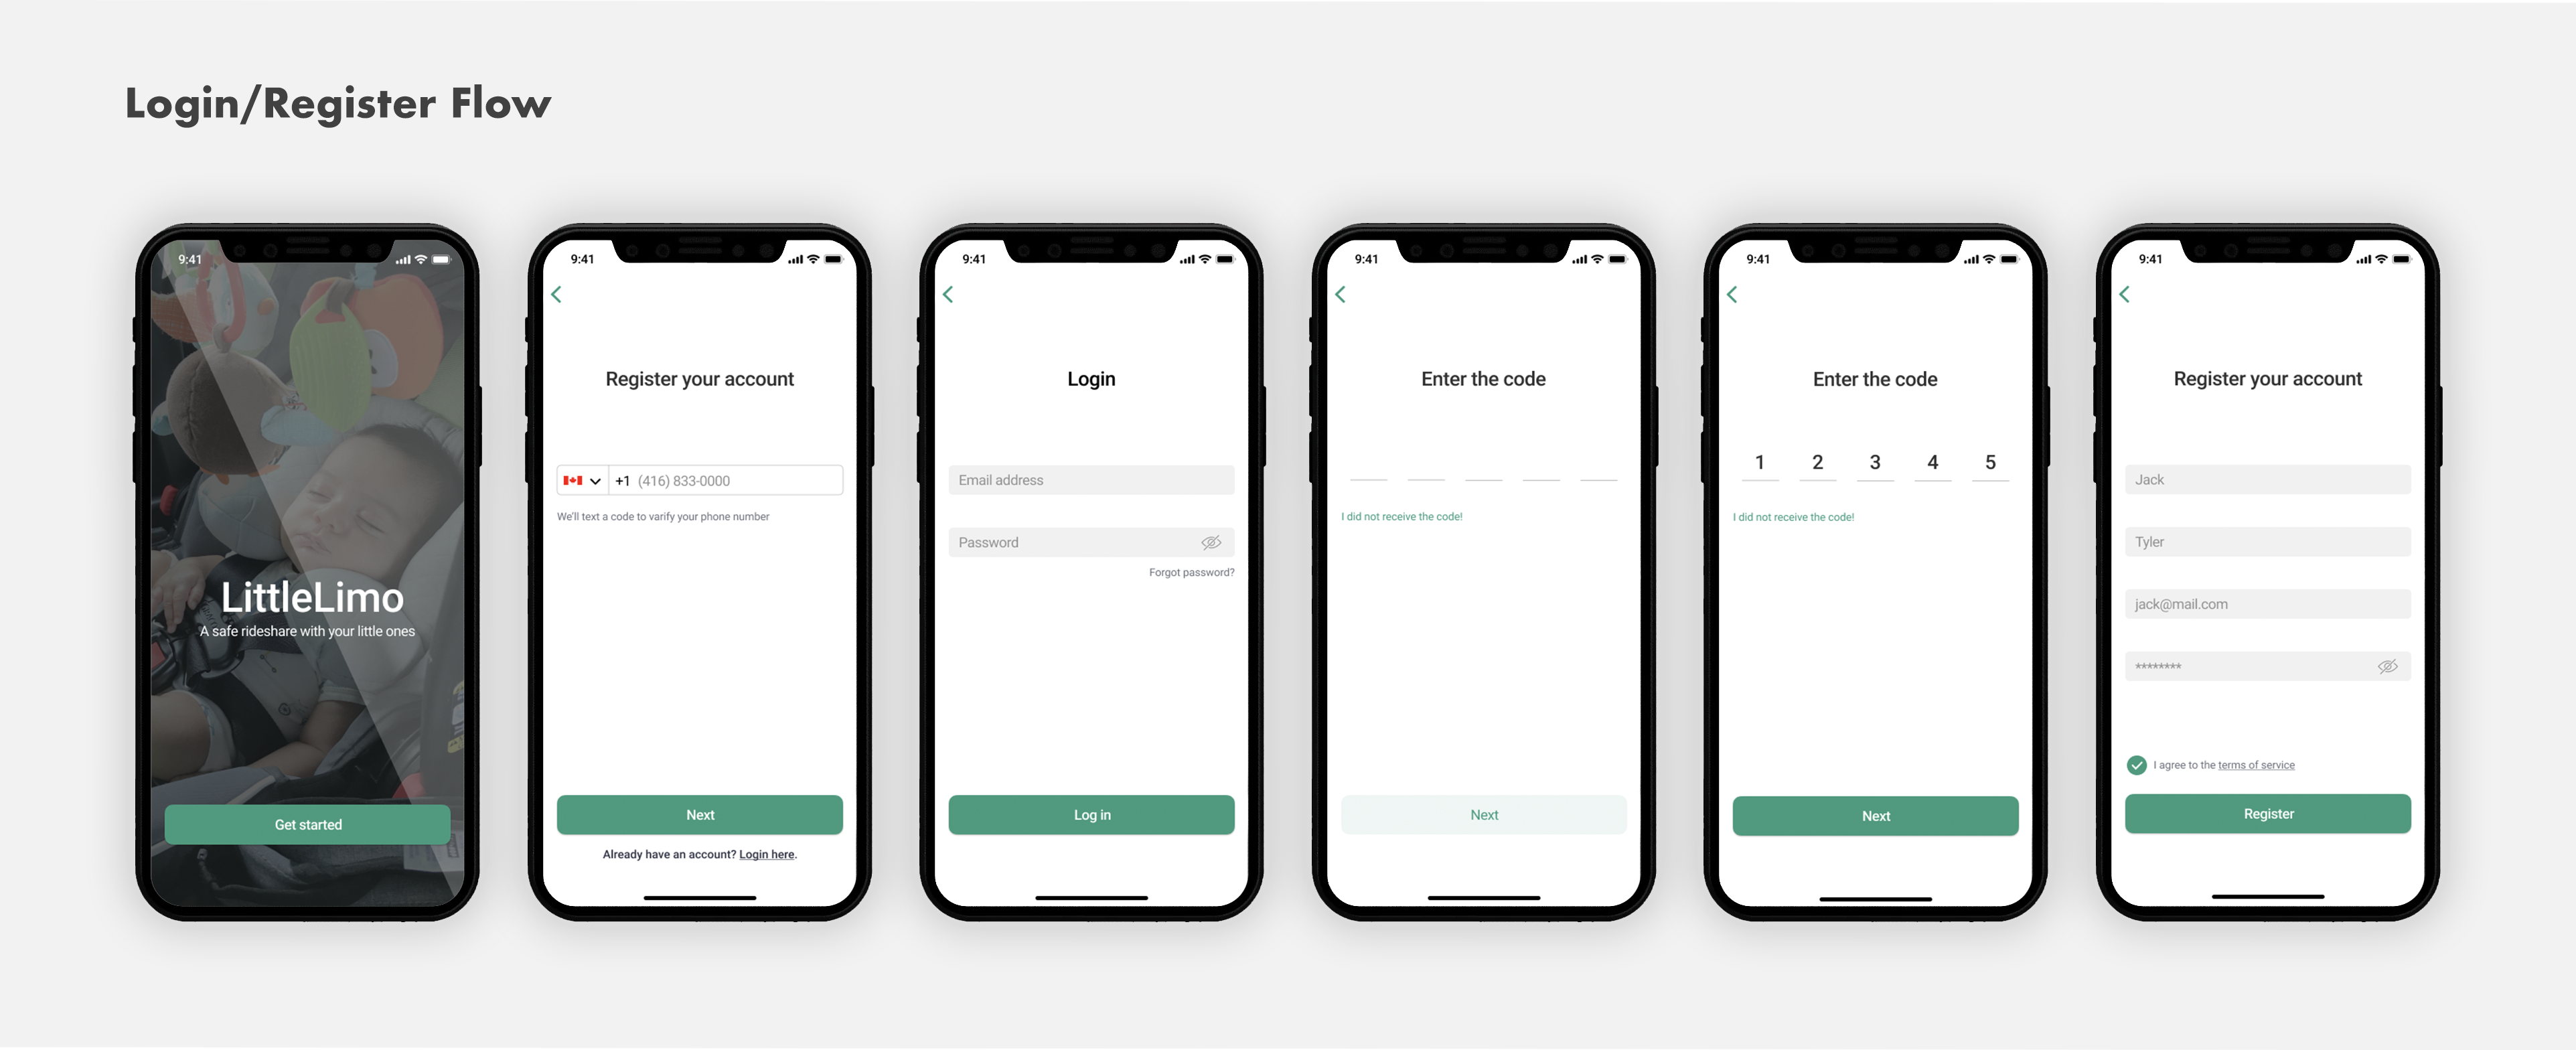 Login/Register Flow
9:41
LittleLimo
A safe rideshare with your little ones
Get started
9:41
Register your account
+1 (416) 833-0000
We'll text a code to varify your phone number
Next
Already have an account? Login here.
9:41
Login
Email address
Password
Forgot password?
Log in
9:41
Enter the code
I did not receive the code!
Next
9:41
Enter the code
1 2 3 4 5
I did not receive the code!
Next
9:41
Register your account
Jack
Tyler
jack@mail.com
********
I agree to the terms of service
Register